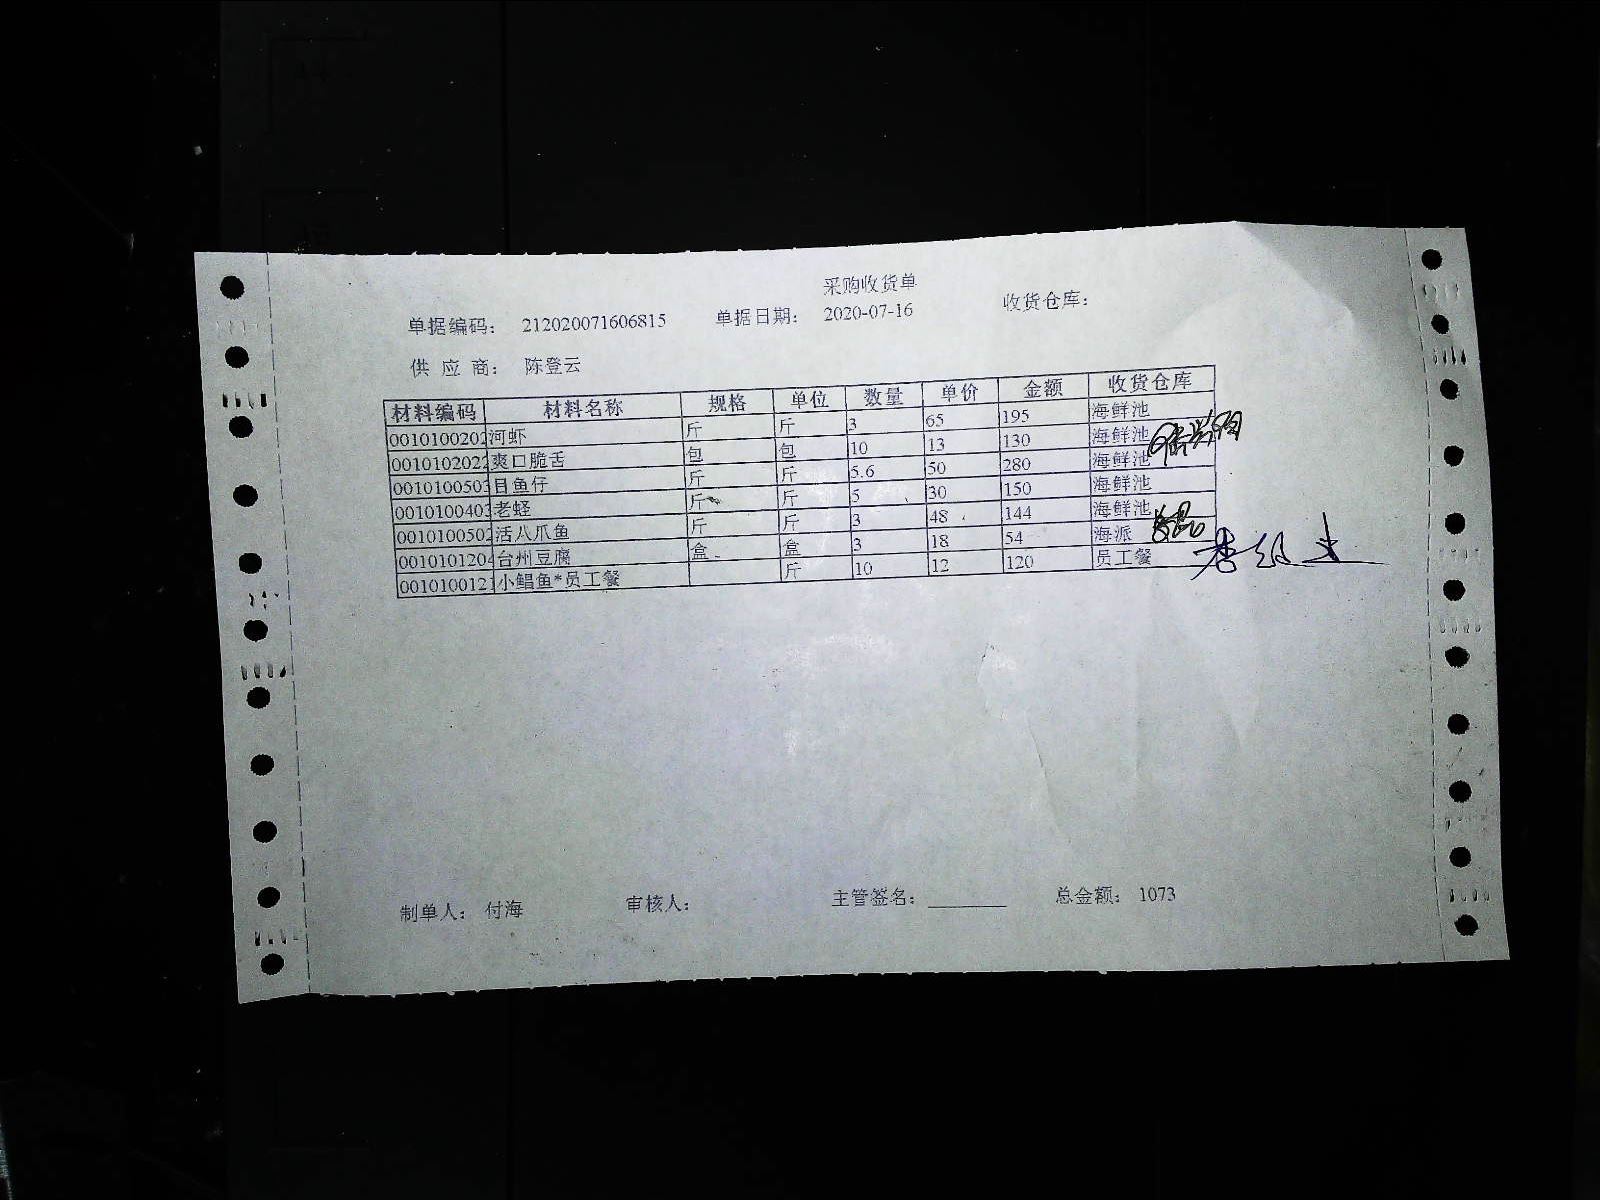 采购收货单
单据编码： 212020071606815 单据日期： 2020-07-16 收货仓库：
供 应 商： 陈登云
材料编码 材料名称 规格 单位 数量 单价 金额 收货仓库
0010100202 河虾 斤 斤 3 65 195 海鲜池
0010102022 爽口脆舌 包 包 10 13 130 海鲜池
0010100503 目鱼仔 斤 斤 5.6 50 280 海鲜池
0010100403 老蛏 斤 斤 5 30 150 海鲜池
0010100502 活八爪鱼 斤 斤 3 48 144 海鲜池
0010101204 台州豆腐 盒 盒 3 18 54 海派
0010100121 小鲳鱼*员工餐 斤 10 12 120 员工餐
制单人： 付海 审核人： 主管签名： 总金额： 1073